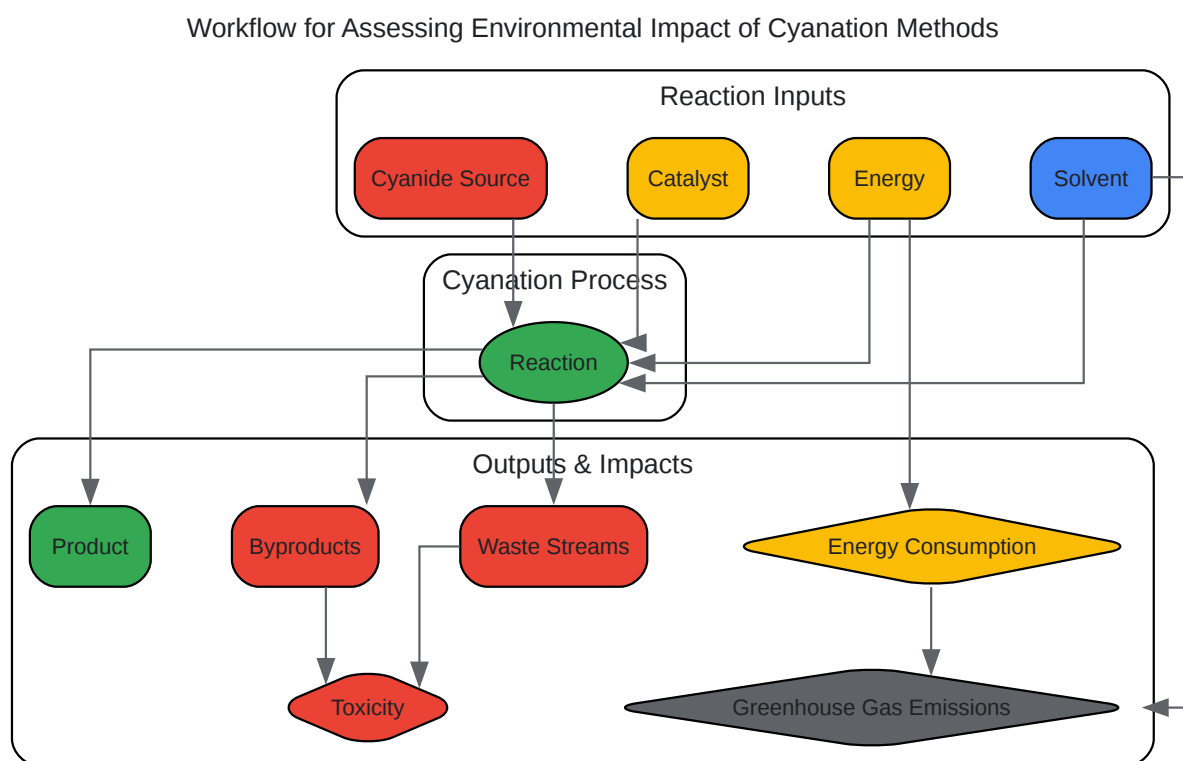 Workflow for Assessing Environmental Impact of Cyanation Methods
Reaction Inputs
Cyanide Source
Catalyst
Energy
Solvent
Cyanation Process
Reaction
Outputs & Impacts
Product
Byproducts
Waste Streams
Energy Consumption
Toxicity
Greenhouse Gas Emissions